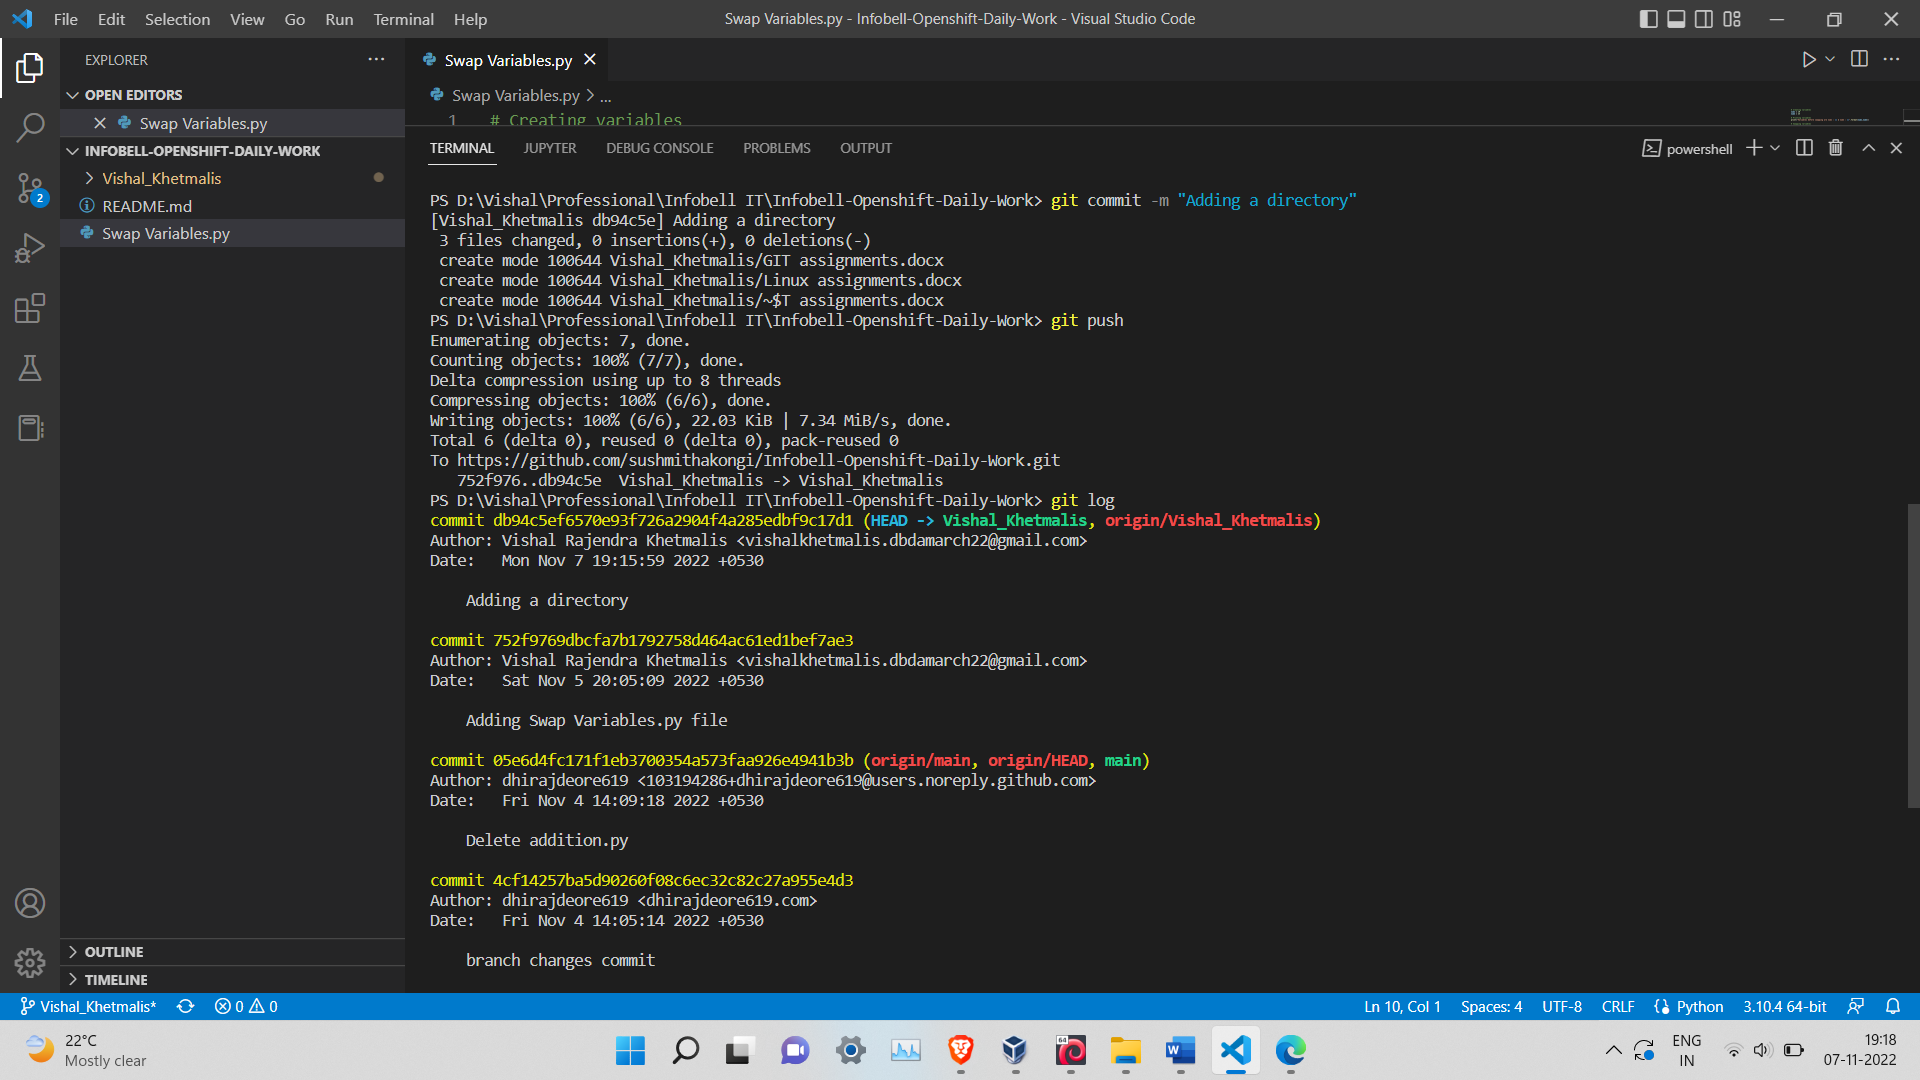 File Edit Selection View Go Run Terminal Help
Swap Variables.py - Infobell-Openshift-Daily-Work - Visual Studio Code
EXPLORER
OPEN EDITORS
Swap Variables.py
INFOBELL-OPENSHIFT-DAILY-WORK
Vishal_Khetmalis
README.md
Swap Variables.py
2
OUTLINE
TIMELINE
Swap Variables.py
Swap Variables.py > ...
1 # Creating variables
TERMINAL JUPYTER DEBUG CONSOLE PROBLEMS OUTPUT
powershell
PS D:\Vishal\Professional\Infobell IT\Infobell-Openshift-Daily-Work> git commit -m "Adding a directory"
[Vishal_Khetmalis db94c5e] Adding a directory
3 files changed, 0 insertions(+), 0 deletions(-)
create mode 100644 Vishal_Khetmalis/GIT assignments.docx
create mode 100644 Vishal_Khetmalis/Linux assignments.docx
create mode 100644 Vishal_Khetmalis/~$T assignments.docx
PS D:\Vishal\Professional\Infobell IT\Infobell-Openshift-Daily-Work> git push
Enumerating objects: 7, done.
Counting objects: 100% (7/7), done.
Delta compression using up to 8 threads
Compressing objects: 100% (6/6), done.
Writing objects: 100% (6/6), 22.03 KiB | 7.34 MiB/s, done.
Total 6 (delta 0), reused 0 (delta 0), pack-reused 0
To https://github.com/sushmithakongi/Infobell-Openshift-Daily-Work.git
752f976..db94c5e Vishal_Khetmalis -> Vishal_Khetmalis
PS D:\Vishal\Professional\Infobell IT\Infobell-Openshift-Daily-Work> git log
commit db94c5ef6570e93f726a2904f4a285edbf9c17d1 (HEAD -> Vishal_Khetmalis, origin/Vishal_Khetmalis)
Author: Vishal Rajendra Khetmalis <vishalkhetmalis.dbdamarch22@gmail.com>
Date: Mon Nov 7 19:15:59 2022 +0530
Adding a directory
commit 752f9769dbcfa7b1792758d464ac61ed1bef7ae3
Author: Vishal Rajendra Khetmalis <vishalkhetmalis.dbdamarch22@gmail.com>
Date: Sat Nov 5 20:05:09 2022 +0530
Adding Swap Variables.py file
commit 05e6d4fc171f1eb3700354a573faa926e4941b3b (origin/main, origin/HEAD, main)
Author: dhirajdeore619 <103194286+dhirajdeore619@users.noreply.github.com>
Date: Fri Nov 4 14:09:18 2022 +0530
Delete addition.py
commit 4cf14257ba5d90260f08c6ec32c82c27a955e4d3
Author: dhirajdeore619 <dhirajdeore619.com>
Date: Fri Nov 4 14:05:14 2022 +0530
branch changes commit
Vishal_Khetmalis* 0 0
Ln 10, Col 1 Spaces: 4 UTF-8 CRLF Python 3.10.4 64-bit
22°C
Mostly clear
64
ENG
IN
19:18
07-11-2022